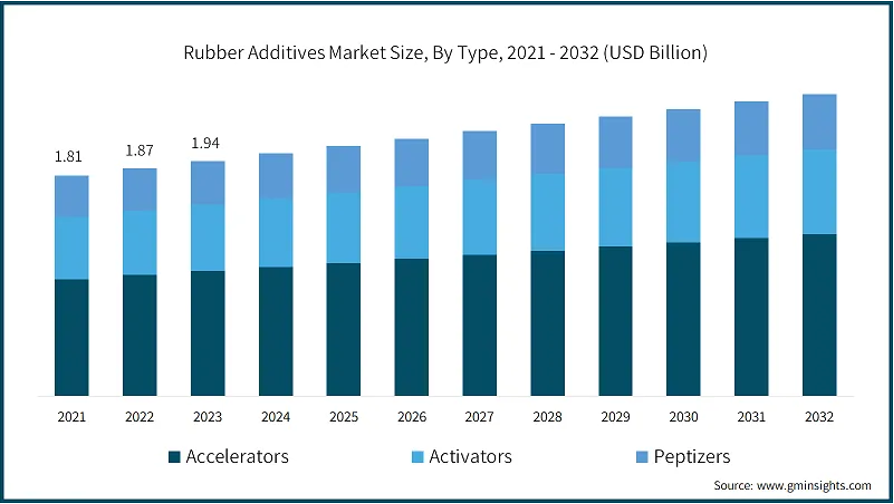 Rubber Additives Market Size, By Type, 2021 - 2032 (USD Billion)
1.81
1.87
1.94
2021 2022 2023 2024 2025 2026 2027 2028 2029 2030 2031 2032
Accelerators Activators Peptizers
Source: www.gminsights.com